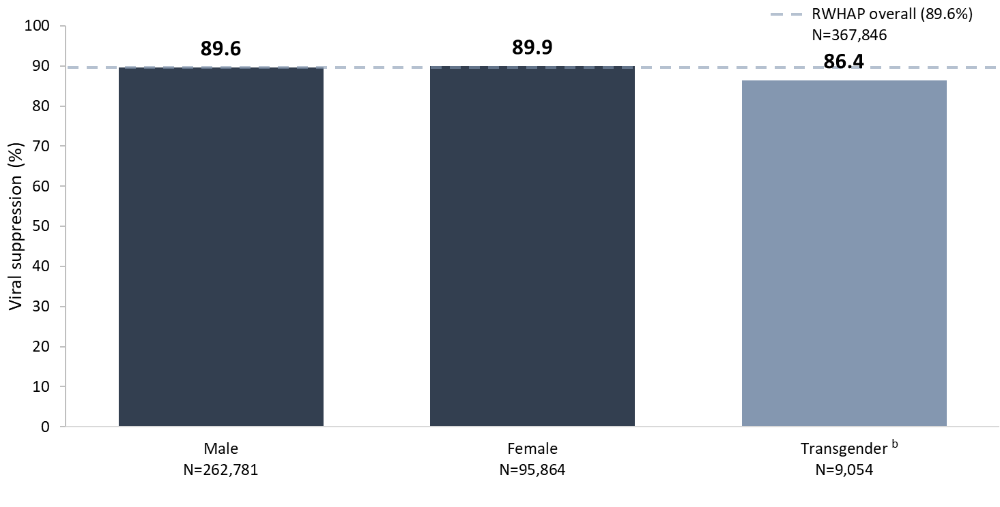 RWHAP overall (89.6%)
N=367,846
Viral suppression (%)
100
90
80
70
60
50
40
30
20
10
0
89.6
89.9
86.4
Male
N=262,781
Female
N=95,864
Transgender b
N=9,054